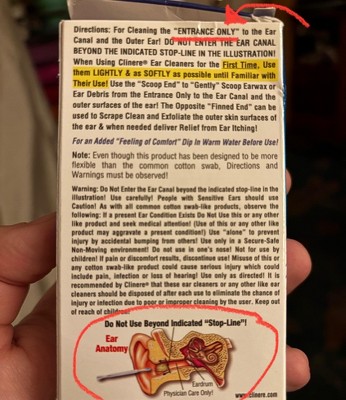 Directions: For Cleaning the "ENTRANCE ONLY" to the Ear
Canal and the Outer Ear! DO NOT ENTER THE EAR CANAL
BEYOND THE INDICATED STOP-LINE IN THE ILLUSTRATION!
When Using Clinere® Ear Cleaners for the First Time, Use
them LIGHTLY & as SOFTLY as possible until Familiar with
Their Use! Use the "Scoop End" to "Gently" Scoop Earwax or
Ear Debris from the Entrance Only to the Ear Canal and the
outer surfaces of the ear! The Opposite "Finned End" can be
used to Scrape Clean and Exfoliate the outer skin surfaces of
the ear & when needed deliver Relief from Ear Itching!
For an Added "Feeling of Comfort" Dip In Warm Water Before Use!
Note: Even though this product has been designed to be more
flexible than the common cotton swab, Directions and
Warnings must be observed!
Warning: Do Not Enter the Ear Canal beyond the indicated stop-line in the
illustration! Use carefully! People with Sensitive Ears should use
Caution! As with all common cotton swab-like products, observe the
following: If a present Ear Condition Exists Do Not Use this or any other
like product and seek medical attention! (Use of this or any other like
product may aggravate a present condition!) Use "alone" to prevent
injury by accidental bumping from others! Use only in a Secure-Safe
Non-Moving environment! Do not use in one's nose! Not for use by
children! If pain or discomfort results, discontinue use! Misuse of this or
any cotton swab-like product could cause serious injury which could
include pain, infection or loss of hearing! Use only as directed! It is
recommended by Clinere® that these ear cleaners or any other like ear
cleaners should be disposed of after each use to eliminate the chance of
injury or infection due to poor or improper cleaning by the user. Keep out
of reach of children!
Do Not Use Beyond Indicated "Stop-Line"!
Ear
Anatomy
Eardrum
Physician Care Only!
www.clinere.com